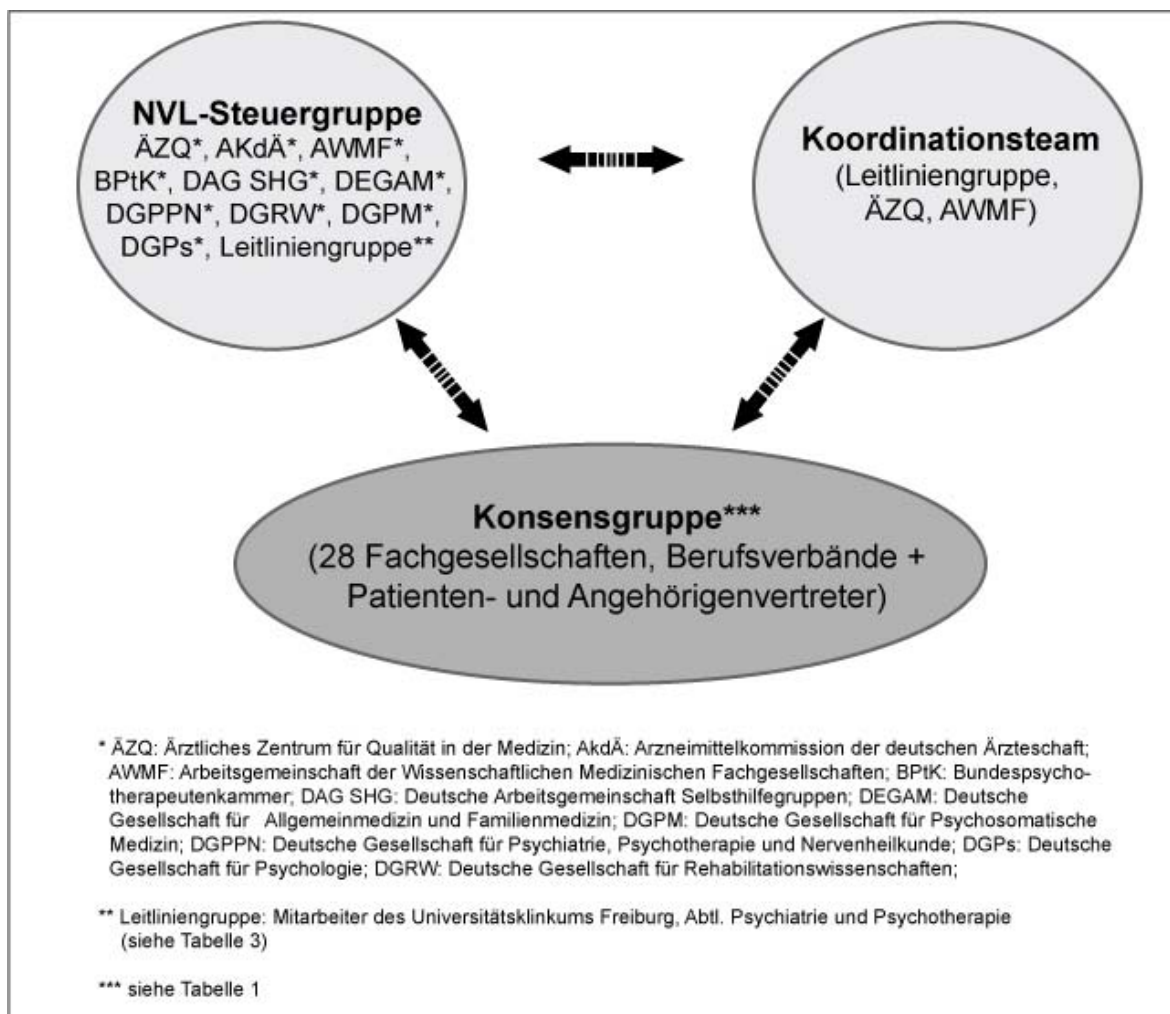 NVL-Steuergruppe
ÄZQ*, AKdÄ*, AWMF*,
BPtK*, DAG SHG*, DEGAM*,
DGPPN*, DGRW*, DGPM*,
DGPs*, Leitliniengruppe**
Koordinationsteam
(Leitliniengruppe,
ÄZQ, AWMF)
Konsensgruppe***
(28 Fachgesellschaften, Berufsverbände +
Patienten- und Angehörigenvertreter)
* ÄZQ: Ärztliches Zentrum für Qualität in der Medizin; AkdÄ: Arzneimittelkommission der deutschen Ärzteschaft;
AWMF: Arbeitsgemeinschaft der Wissenschaftlichen Medizinischen Fachgesellschaften; BPtK: Bundespsycho-
therapeutenkammer; DAG SHG: Deutsche Arbeitsgemeinschaft Selbsthilfegruppen; DEGAM: Deutsche
Gesellschaft für Allgemeinmedizin und Familienmedizin; DGPM: Deutsche Gesellschaft für Psychosomatische
Medizin; DGPPN: Deutsche Gesellschaft für Psychiatrie, Psychotherapie und Nervenheilkunde; DGPs: Deutsche
Gesellschaft für Psychologie; DGRW: Deutsche Gesellschaft für Rehabilitationswissenschaften;
** Leitliniengruppe: Mitarbeiter des Universitätsklinkums Freiburg, Abtl. Psychiatrie und Psychotherapie
(siehe Tabelle 3)
*** siehe Tabelle 1